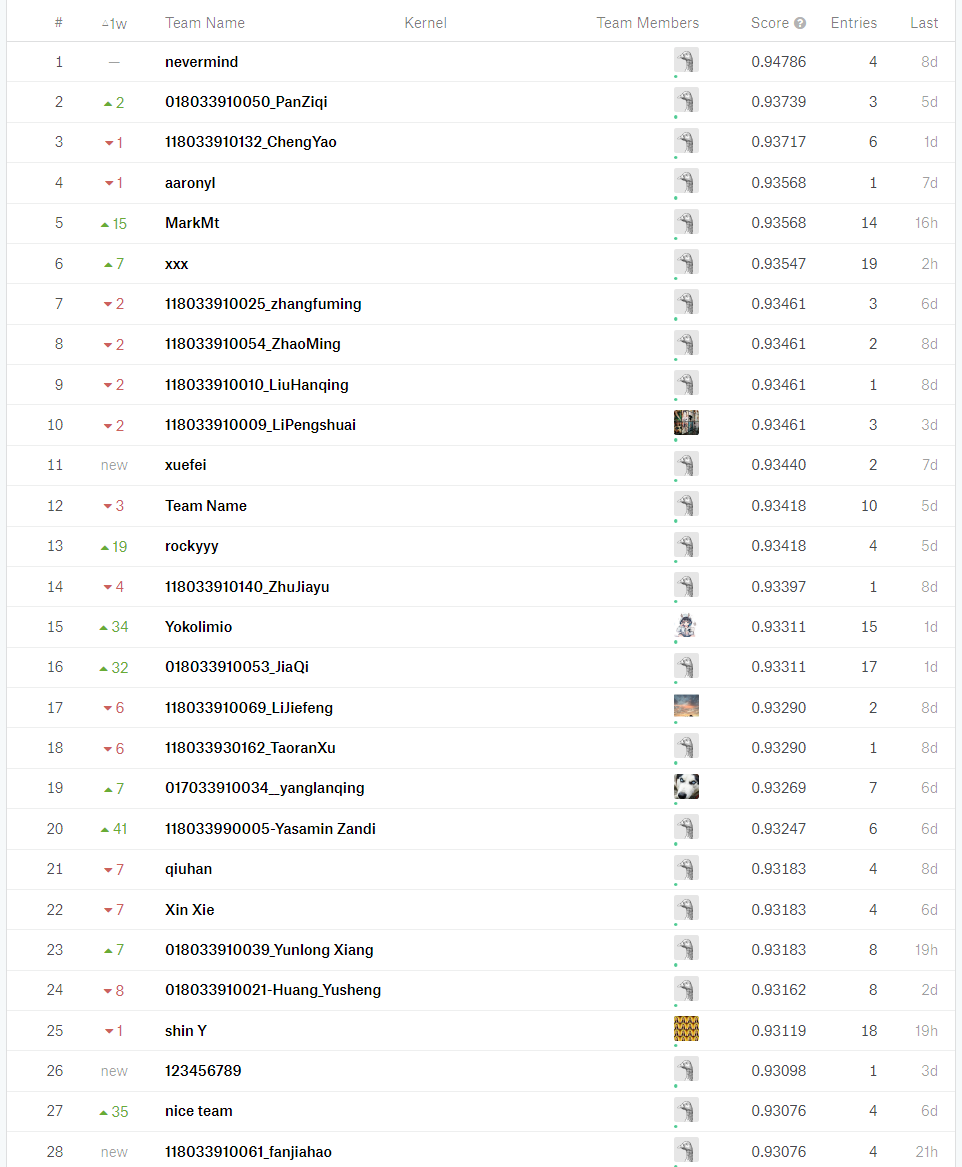 # △1w Team Name Kernel Team Members Score ? Entries Last
1 — nevermind 0.94786 4 8d
2 ▲ 2 018033910050_PanZiqi 0.93739 3 5d
3 ▼ 1 118033910132_ChengYao 0.93717 6 1d
4 ▼ 1 aaronyl 0.93568 1 7d
5 ▲ 15 MarkMt 0.93568 14 16h
6 ▲ 7 xxx 0.93547 19 2h
7 ▼ 2 118033910025_zhangfuming 0.93461 3 6d
8 ▼ 2 118033910054_ZhaoMing 0.93461 2 8d
9 ▼ 2 118033910010_LiuHanqing 0.93461 1 8d
10 ▼ 2 118033910009_LiPengshuai 0.93461 3 3d
11 new xuefei 0.93440 2 7d
12 ▼ 3 Team Name 0.93418 10 5d
13 ▲ 19 rockyyy 0.93418 4 5d
14 ▼ 4 118033910140_ZhuJiayu 0.93397 1 8d
15 ▲ 34 Yokolimio 0.93311 15 1d
16 ▲ 32 018033910053_JiaQi 0.93311 17 1d
17 ▼ 6 118033910069_LiJiefeng 0.93290 2 8d
18 ▼ 6 118033930162_TaoranXu 0.93290 1 8d
19 ▲ 7 017033910034__yanglanqing 0.93269 7 6d
20 ▲ 41 118033990005-Yasamin Zandi 0.93247 6 6d
21 ▼ 7 qiuhan 0.93183 4 8d
22 ▼ 7 Xin Xie 0.93183 4 6d
23 ▲ 7 018033910039_Yunlong Xiang 0.93183 8 19h
24 ▼ 8 018033910021-Huang_Yusheng 0.93162 8 2d
25 ▼ 1 shin Y 0.93119 18 19h
26 new 123456789 0.93098 1 3d
27 ▲ 35 nice team 0.93076 4 6d
28 new 118033910061_fanjiahao 0.93076 4 21h